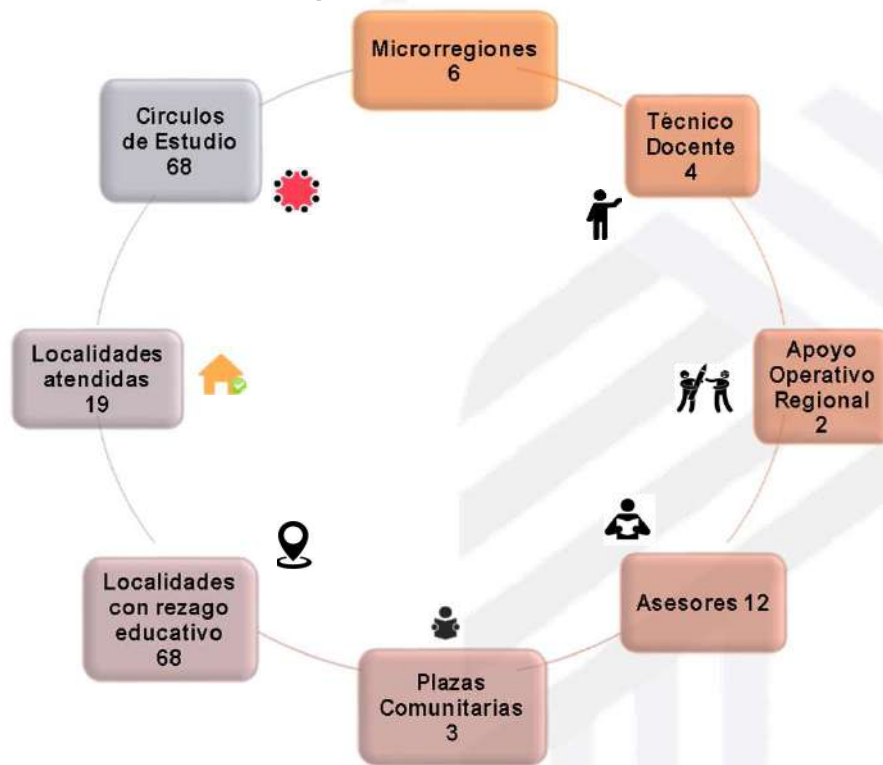 Microrregiones
6
Técnico
Docente
4
Apoyo
Operativo
Regional
2
Asesores 12
Plazas
Comunitarias
3
Localidades
con rezago
educativo
68
Localidades
atendidas
19
Círculos
de Estudio
68